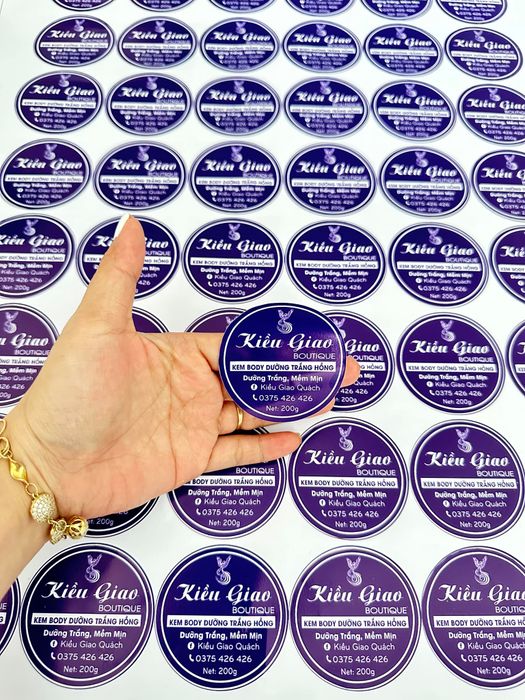 Kiều Giao
BOUTIQUE
KEM BODY DƯỠNG TRẮNG HỒNG
Dưỡng Trắng, Mềm Mịn
Kiều Giao Quách
0375 426 426
Net: 200g